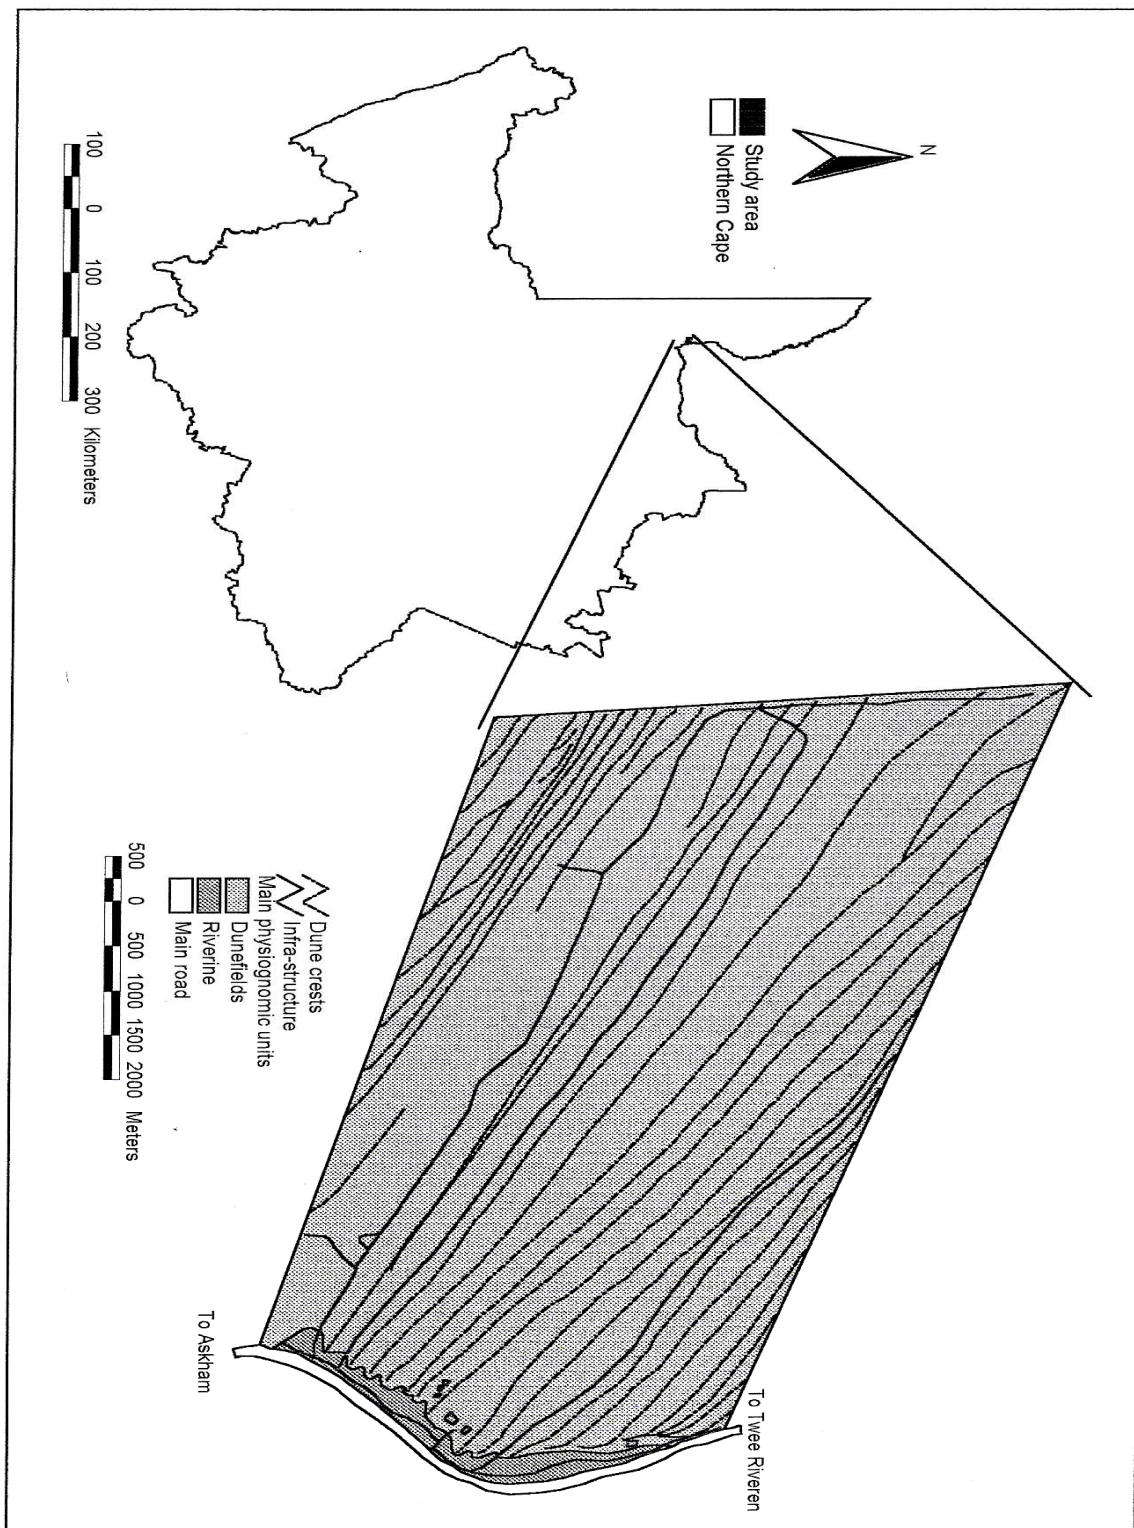 N
Study area
Northern Cape
100 0 100 200 300 Kilometers
Dune crests
Infra-structure
Main physiognomic units
Dunefields
Riverine
Main road
500 0 500 1000 1500 2000 Meters
To Askham
To Twee Riveren